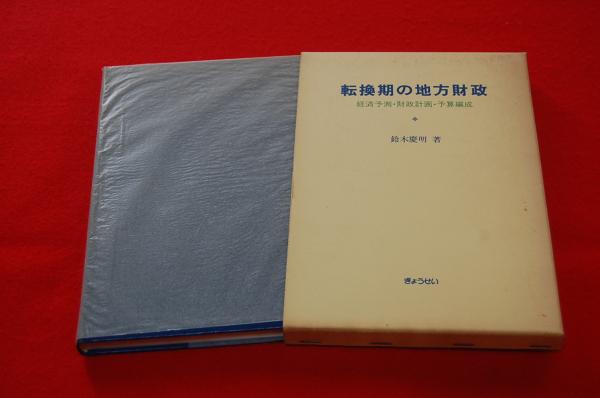 転換期の地方財政
経済予測・財政計画・予算編成
鈴木慶明 著
ぎょうせい